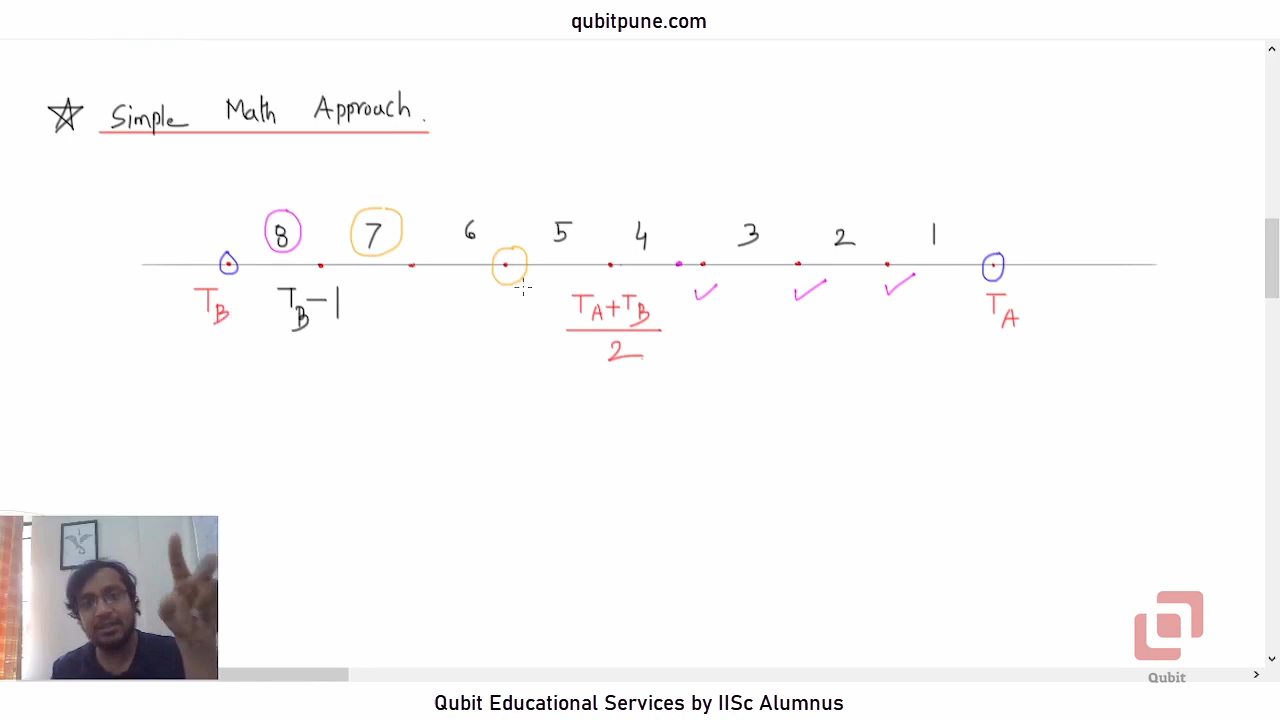 qubitpune.com
Simple Math Approach.
8 7 6 5 4 3 2 1
T_B T_B-1 T_A+T_B T_A
2
Qubit
Qubit Educational Services by IISc Alumnus